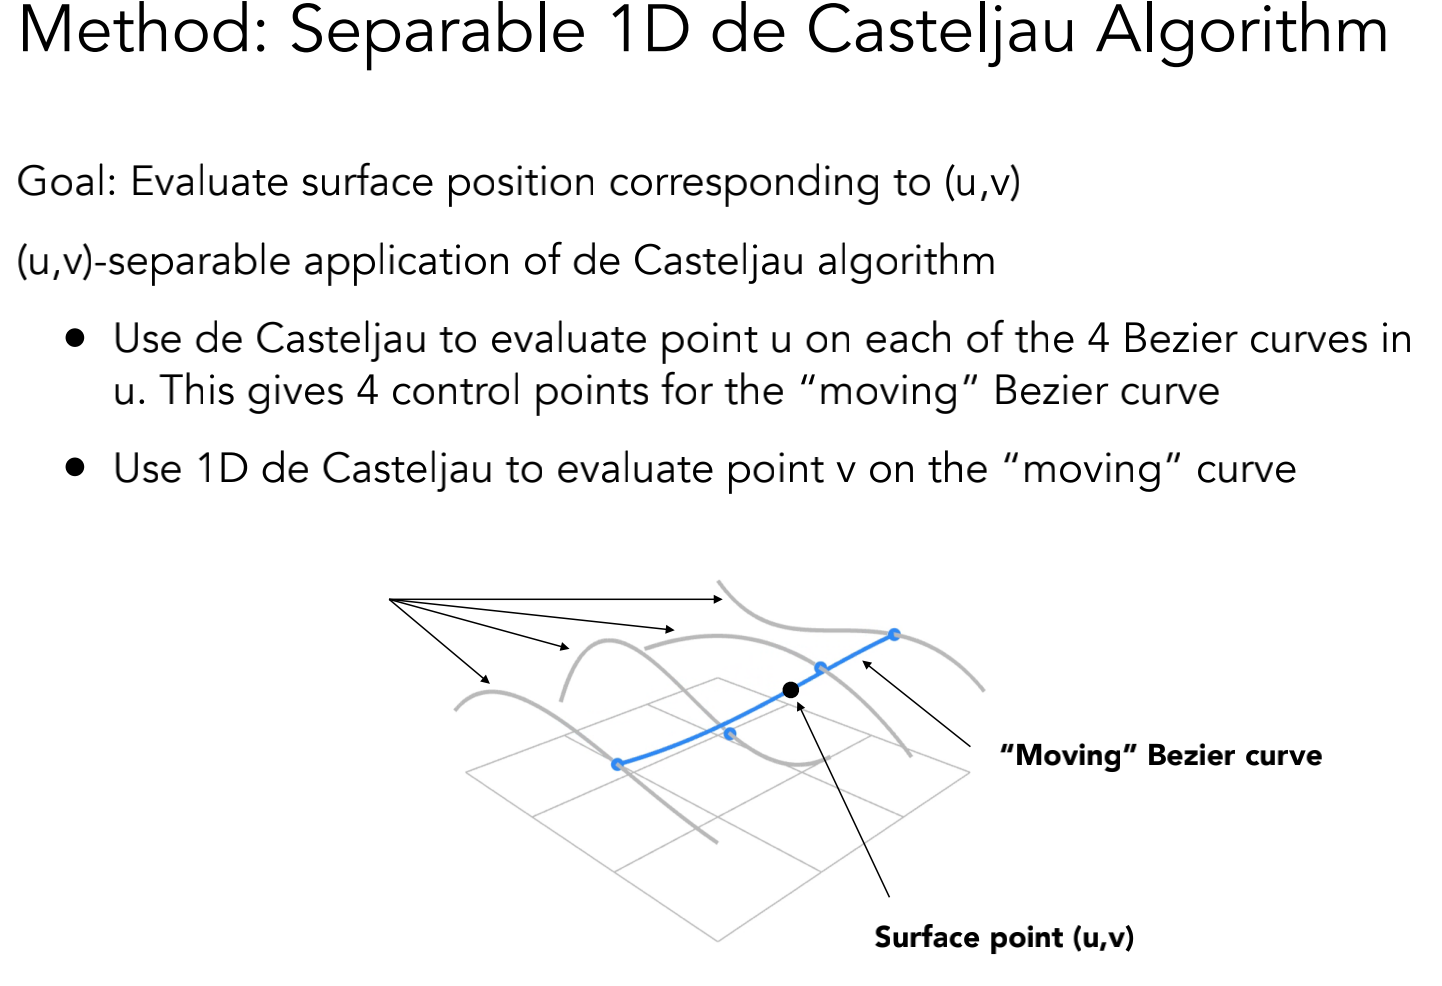 Method: Separable 1D de Casteljau Algorithm
Goal: Evaluate surface position corresponding to (u,v)
(u,v)-separable application of de Casteljau algorithm
● Use de Casteljau to evaluate point u on each of the 4 Bezier curves in
u. This gives 4 control points for the “moving” Bezier curve
● Use 1D de Casteljau to evaluate point v on the “moving” curve
“Moving” Bezier curve
Surface point (u,v)